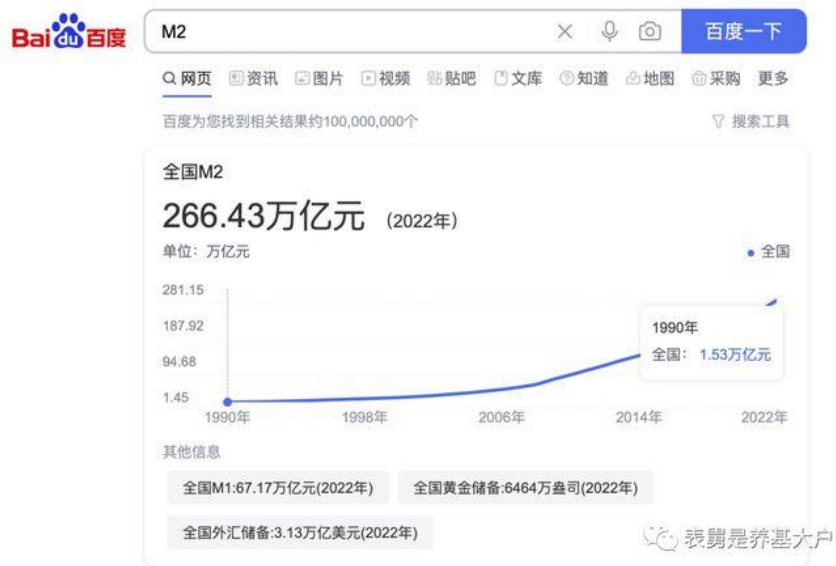 Bai du 百度
M2
百度一下
网页 资讯 图片 视频 贴吧 文库 知道 地图 采购 更多
百度为您找到相关结果约100,000,000个
搜索工具
全国M2
266.43万亿元 (2022年)
单位：万亿元
全国
281.15
187.92
94.68
1.45
1990年
全国： 1.53万亿元
1990年 1998年 2006年 2014年 2022年
其他信息
全国M1:67.17万亿元(2022年)
全国黄金储备:6464万盎司(2022年)
全国外汇储备:3.13万亿美元(2022年)
表舅是养基大户